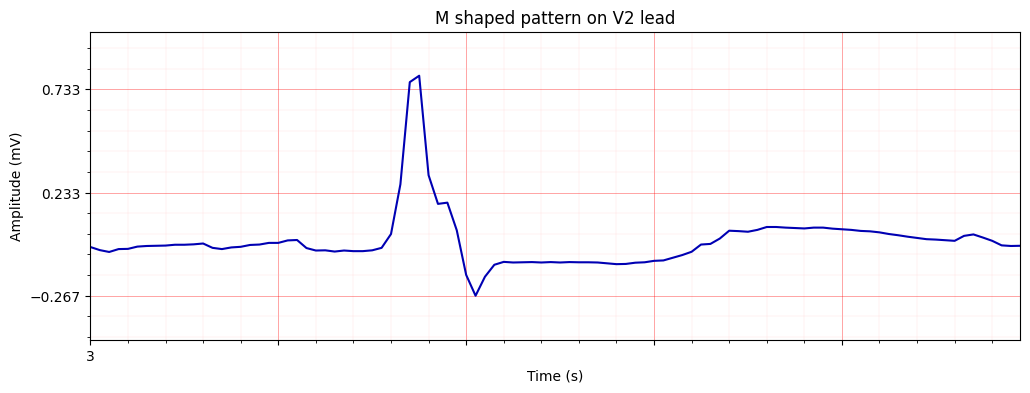 M shaped pattern on V2 lead
Amplitude (mV)
0.733
0.233
−0.267
3
Time (s)